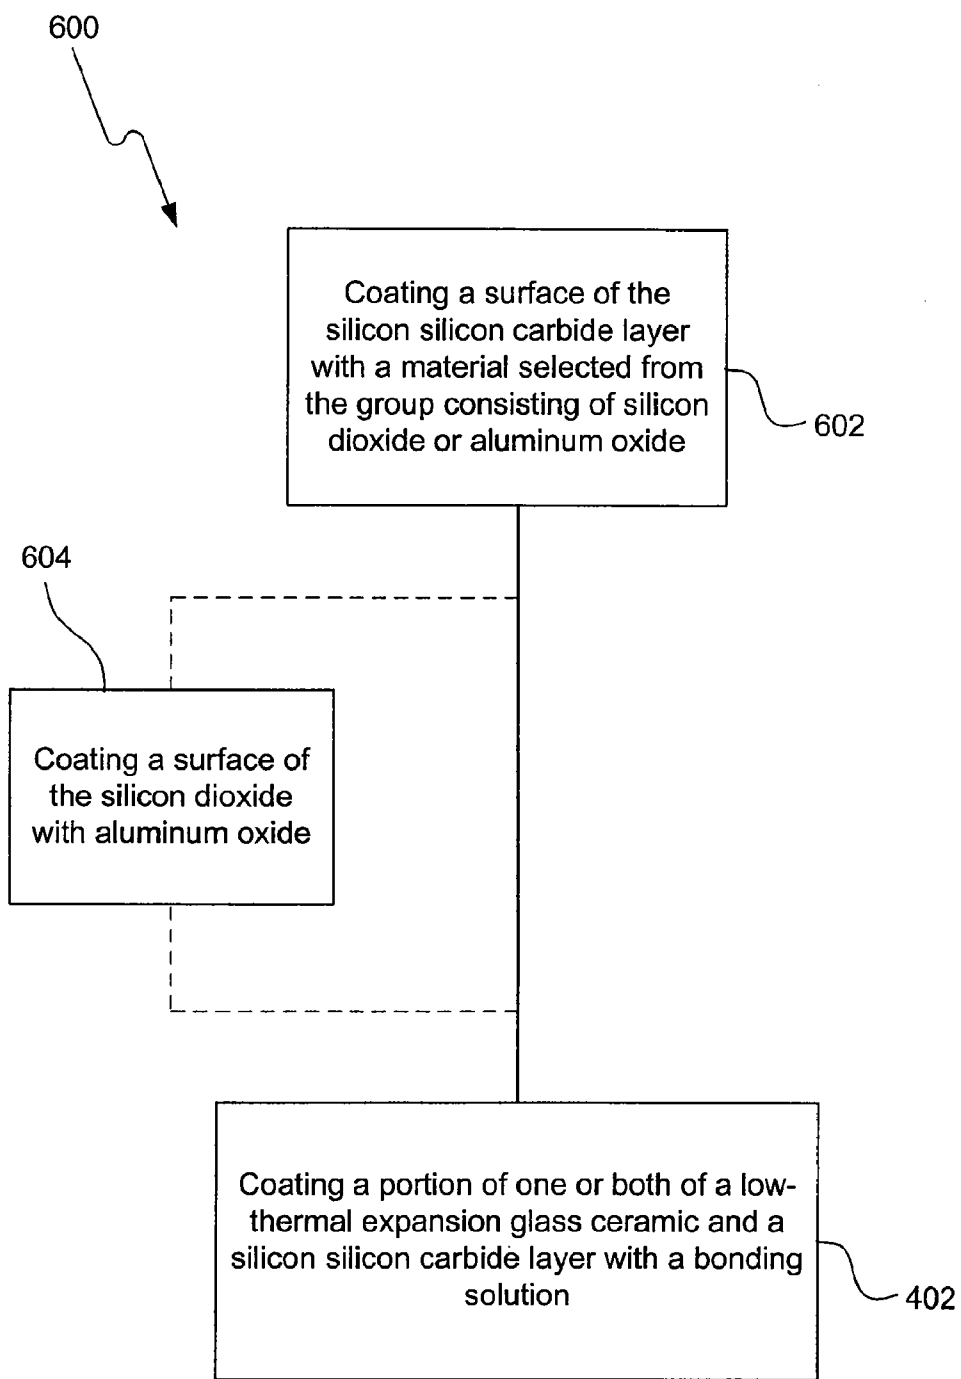 600
Coating a surface of the
silicon silicon carbide layer
with a material selected from
the group consisting of silicon
dioxide or aluminum oxide
602
604
Coating a surface of
the silicon dioxide
with aluminum oxide
Coating a portion of one or both of a low-
thermal expansion glass ceramic and a
silicon silicon carbide layer with a bonding
solution
402